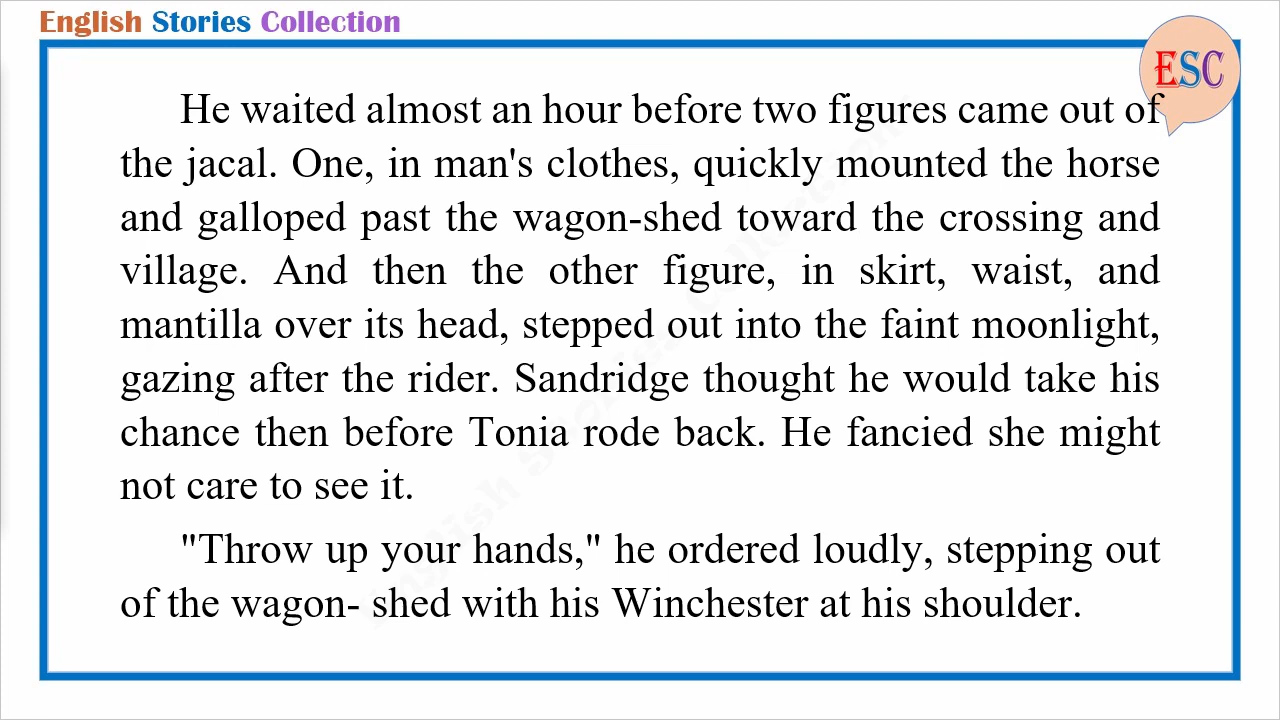 English Stories Collection
ESC
He waited almost an hour before two figures came out of
the jacal. One, in man's clothes, quickly mounted the horse
and galloped past the wagon-shed toward the crossing and
village. And then the other figure, in skirt, waist, and
mantilla over its head, stepped out into the faint moonlight,
gazing after the rider. Sandridge thought he would take his
chance then before Tonia rode back. He fancied she might
not care to see it.
"Throw up your hands," he ordered loudly, stepping out
of the wagon- shed with his Winchester at his shoulder.
English Stories Collection